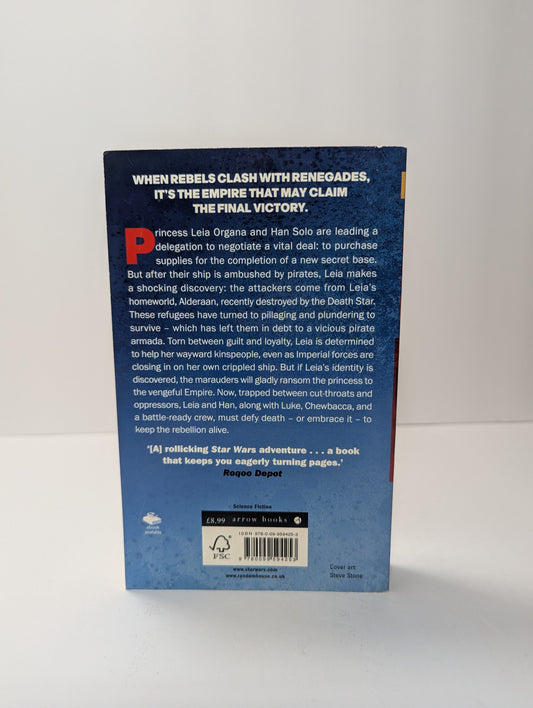 WHEN REBELS CLASH WITH RENEGADES,
IT'S THE EMPIRE THAT MAY CLAIM
THE FINAL VICTORY.
Princess Leia Organa and Han Solo are leading a
delegation to negotiate a vital deal: to purchase
supplies for the completion of a new secret base.
But after their ship is ambushed by pirates, Leia makes
a shocking discovery: the attackers come from Leia's
homeworld, Alderaan, recently destroyed by the Death Star.
These refugees have turned to pillaging and plundering to
survive – which has left them in debt to a vicious pirate
armada. Torn between guilt and loyalty, Leia is determined
to help her wayward kinspeople, even as Imperial forces are
closing in on her own crippled ship. But if Leia's identity is
discovered, the marauders will gladly ransom the princess to
the vengeful Empire. Now, trapped between cut-throats and
oppressors, Leia and Han, along with Luke, Chewbacca, and
a battle-ready crew, must defy death – or embrace it – to
keep the rebellion alive.
'[A] rollicking Star Wars adventure . . . a book
that keeps you eagerly turning pages.'
Roqoo Depot
Science Fiction
£8.99 arrow books
ebook
available
FSC
www.starwars.com
www.randomhouse.co.uk
Cover art:
Steve Stone